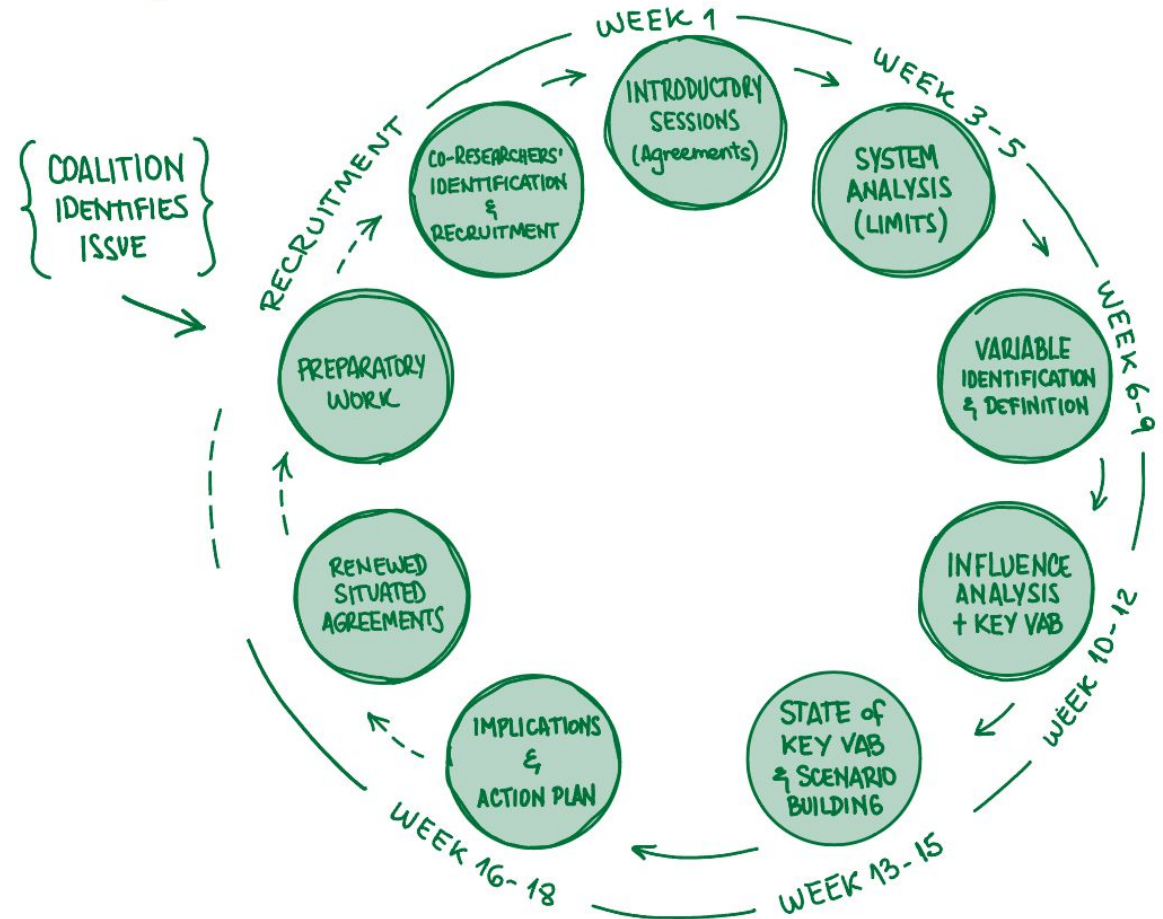 COALITION
IDENTIFIES
ISSUE
RECRUITMENT
PREPARATORY
WORK
CO-RESEARCHERS'
IDENTIFICATION
&
RECRUITMENT
WEEK 1
INTRODUCTORY
SESSIONS
(Agreements)
WEEK 3-5
SYSTEM
ANALYSIS
(LIMITS)
WEEK 6-9
VARIABLE
IDENTIFICATION
& DEFINITION
WEEK 10-12
INFLUENCE
ANALYSIS
+ KEY VAB
WEEK 13-15
STATE of
KEY VAB
& SCENARIO
BUILDING
WEEK 16-18
IMPLICATIONS
&
ACTION PLAN
RENEWED
SITUATED
AGREEMENTS